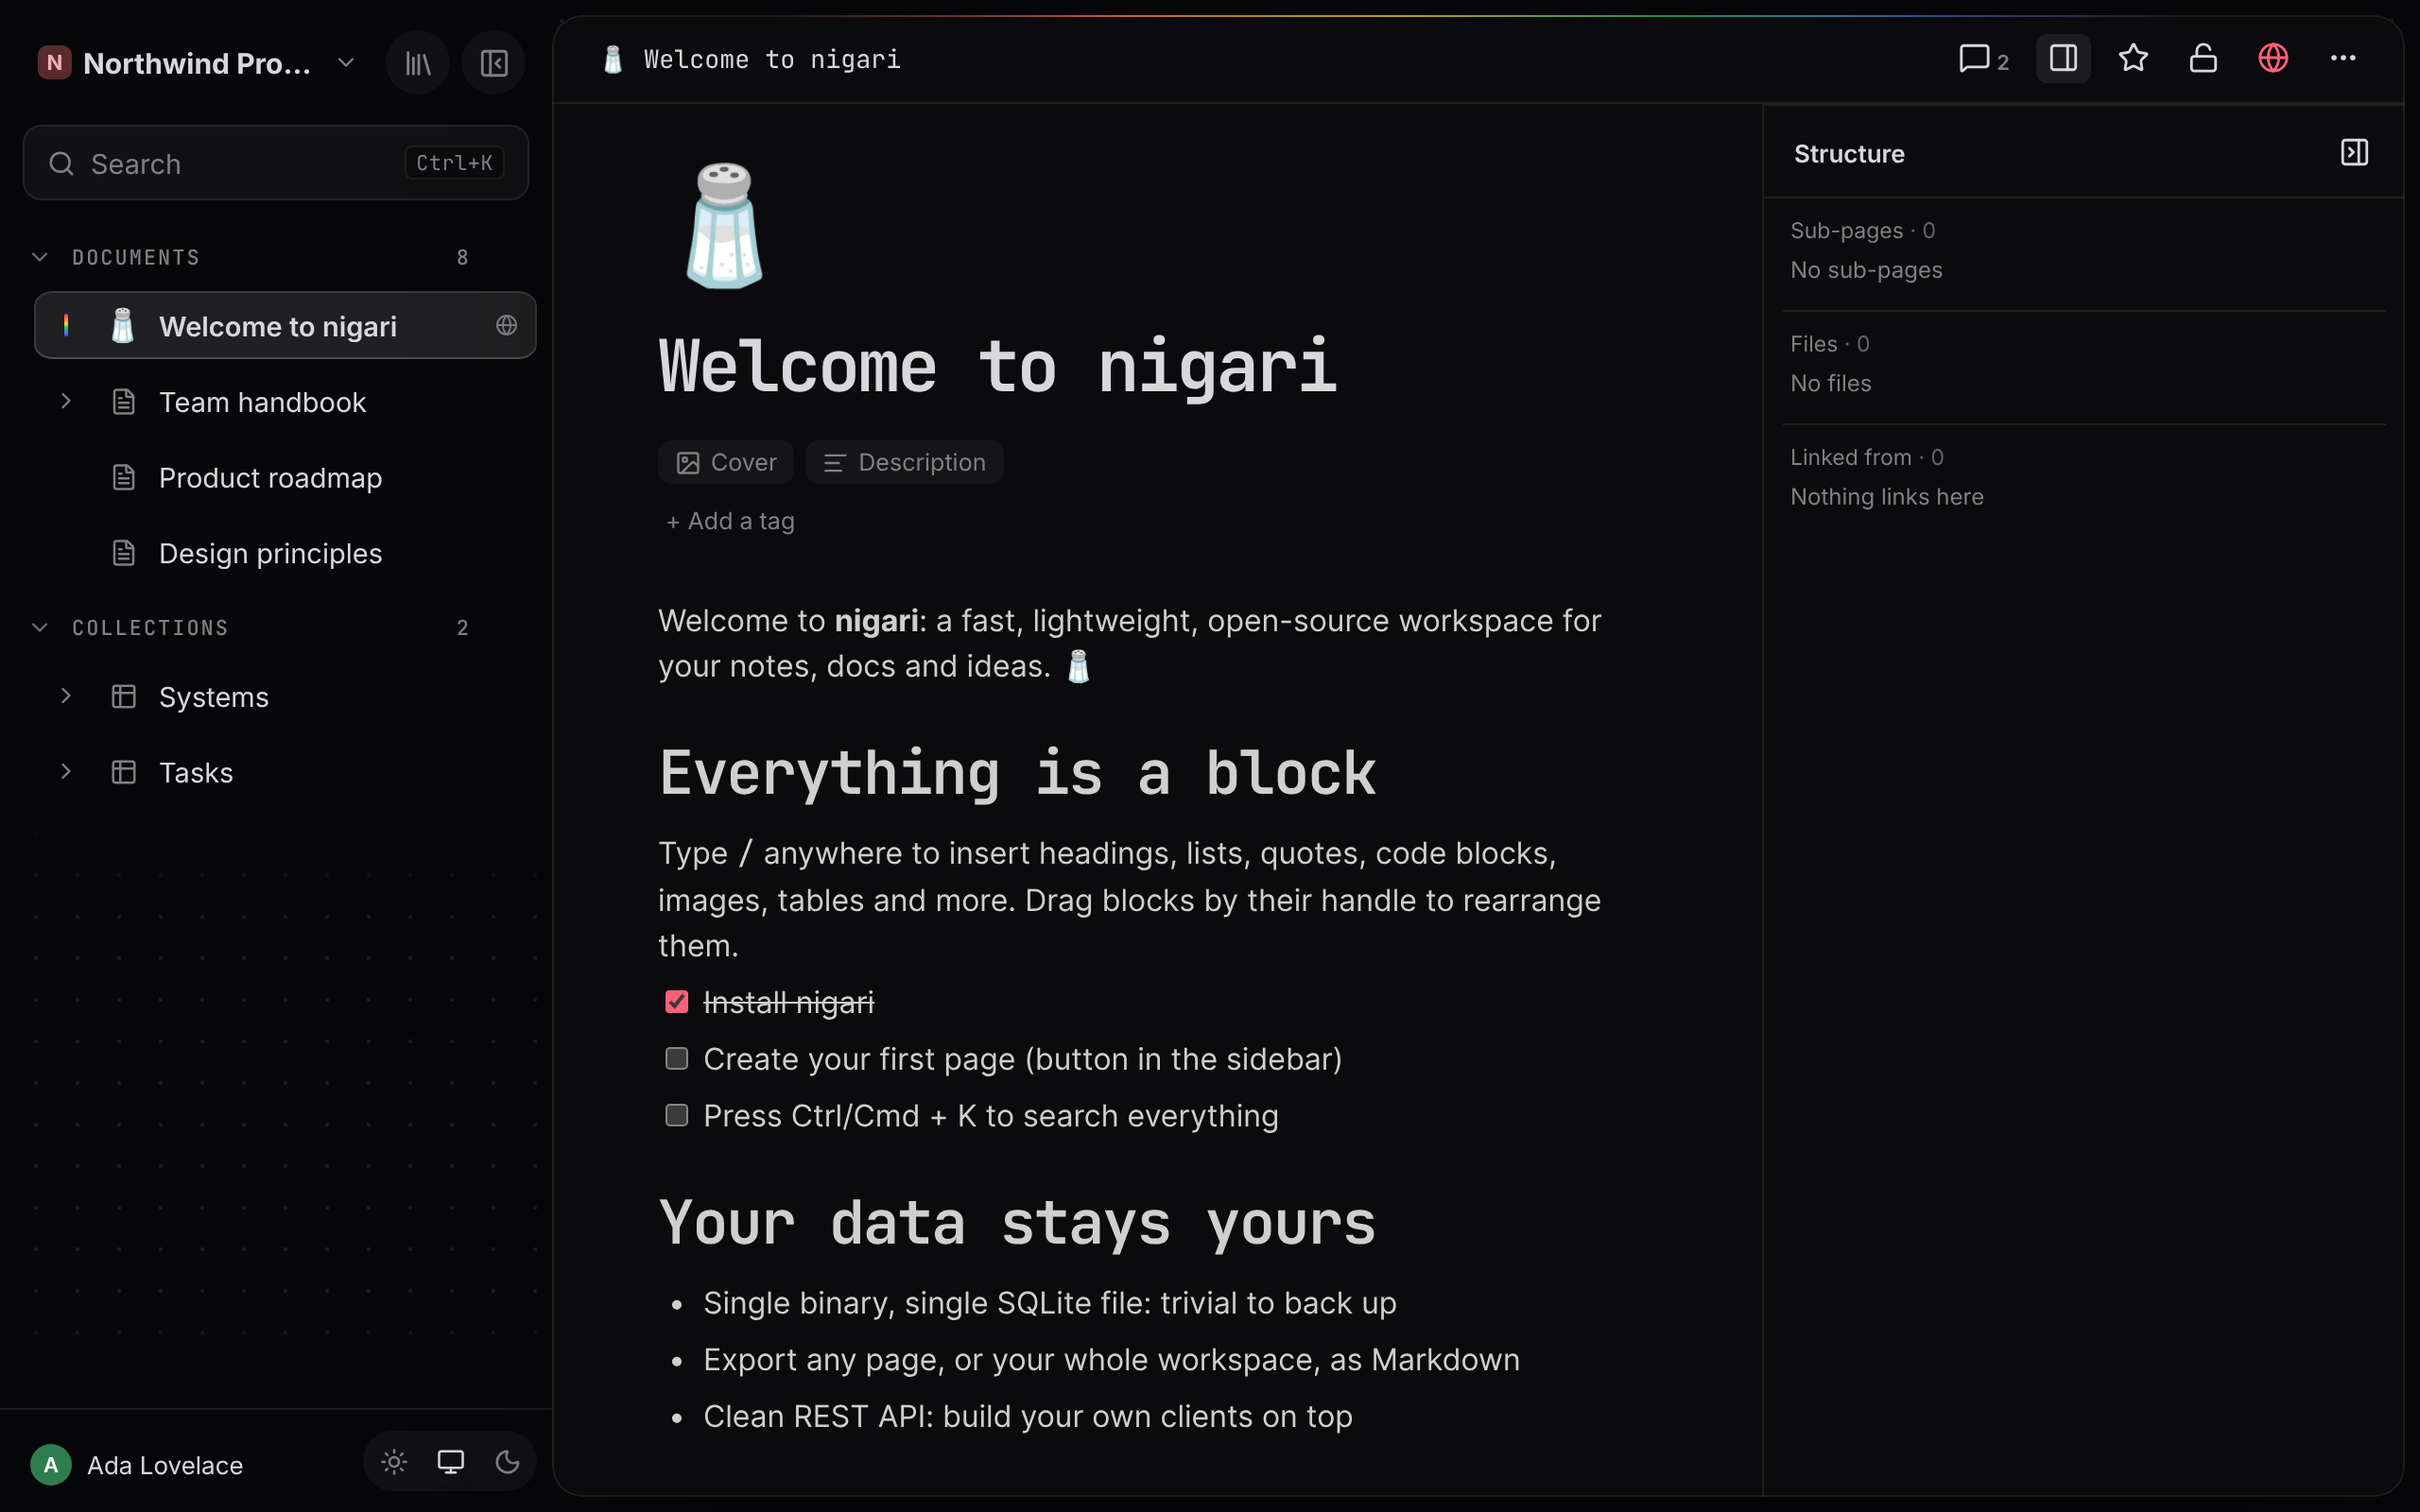 N Northwind Pro...
Search Ctrl+K
DOCUMENTS 8
Welcome to nigari
Team handbook
Product roadmap
Design principles
COLLECTIONS 2
Systems
Tasks
A Ada Lovelace
Welcome to nigari
2
Welcome to nigari
Cover Description
+ Add a tag
Welcome to nigari: a fast, lightweight, open-source workspace for
your notes, docs and ideas.
Everything is a block
Type / anywhere to insert headings, lists, quotes, code blocks,
images, tables and more. Drag blocks by their handle to rearrange
them.
Install nigari
Create your first page (button in the sidebar)
Press Ctrl/Cmd + K to search everything
Your data stays yours
• Single binary, single SQLite file: trivial to back up
• Export any page, or your whole workspace, as Markdown
• Clean REST API: build your own clients on top
Structure
Sub-pages · 0
No sub-pages
Files · 0
No files
Linked from · 0
Nothing links here